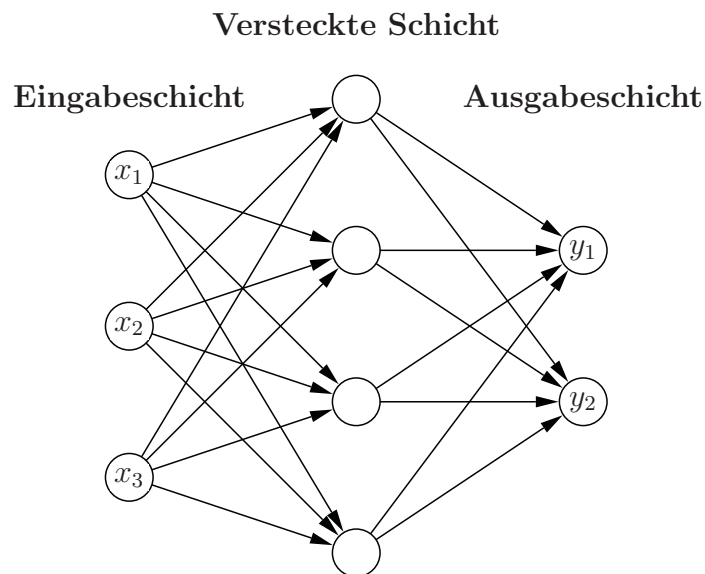 Versteckte Schicht
Eingabeschicht
Ausgabeschicht
x₁
x₂
x₃
y₁
y₂